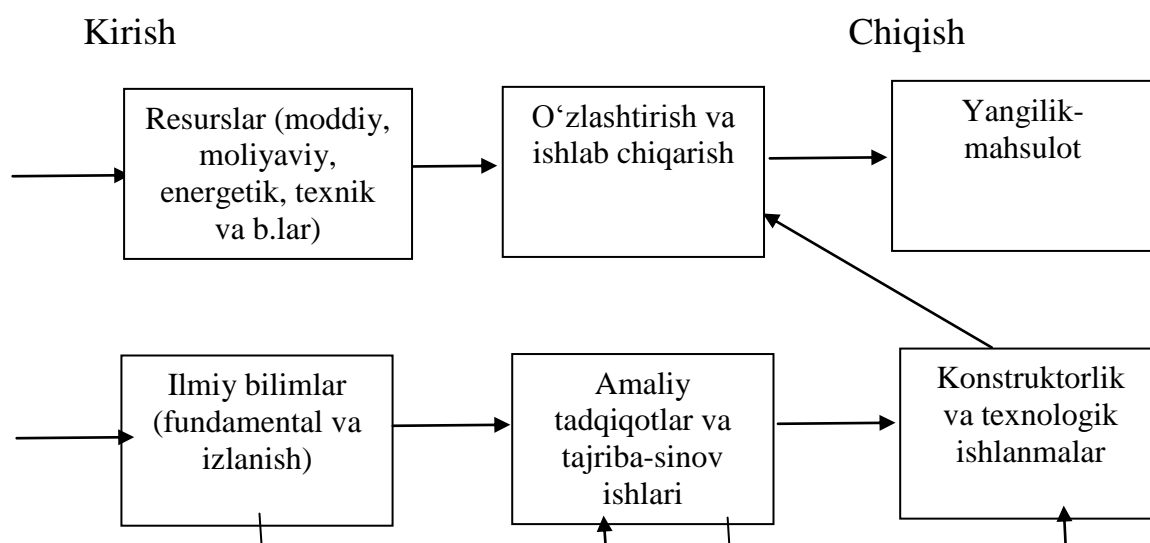 Kirish
Chiqish
Resurslar (moddiy,
moliyaviy,
energetik, texnik
va b.lar)
O‘zlashtirish va
ishlab chiqarish
Yangilik-
mahsulot
Ilmiy bilimlar
(fundamental va
izlanish)
Amaliy
tadqiqotlar va
tajriba-sinov
ishlari
Konstruktorlik
va texnologik
ishlanmalar